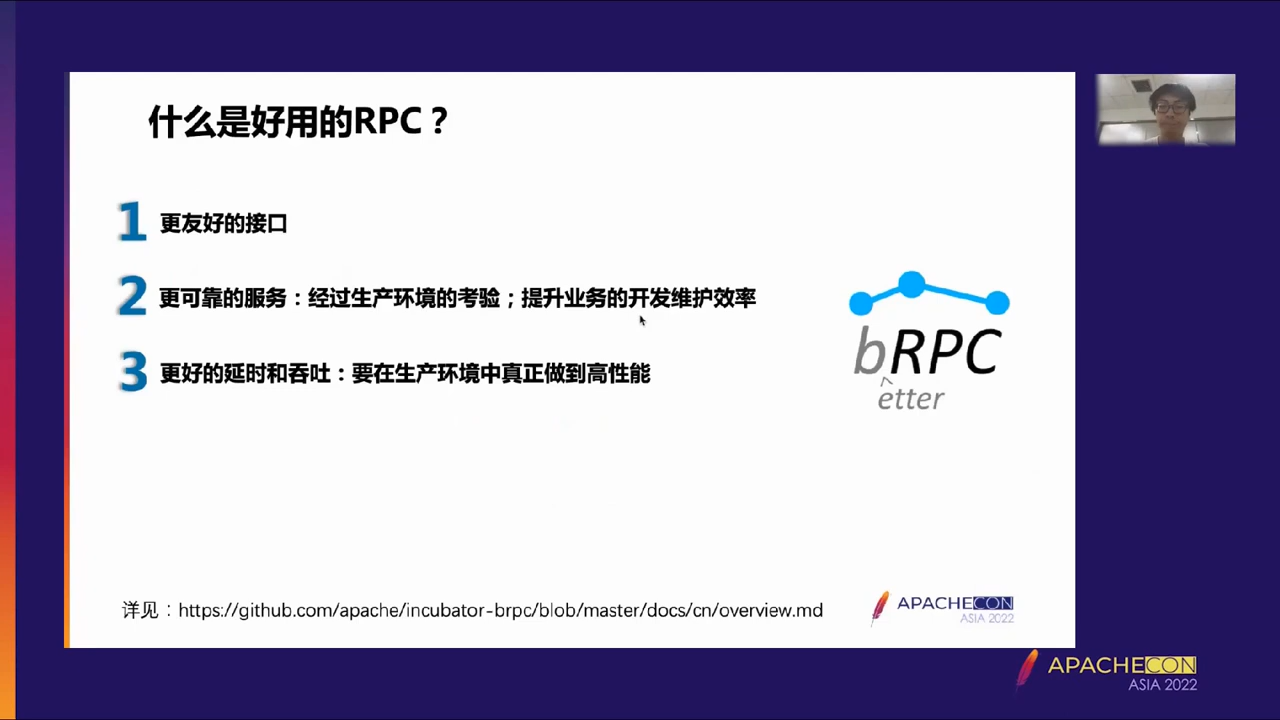 什么是好用的RPC？
1 更友好的接口
2 更可靠的服务：经过生产环境的考验；提升业务的开发维护效率
3 更好的延时和吞吐：要在生产环境中真正做到高性能
bRPC
^
etter
详见：https://github.com/apache/incubator-brpc/blob/master/docs/cn/overview.md
APACHECON
ASIA 2022
APACHECON
ASIA 2022